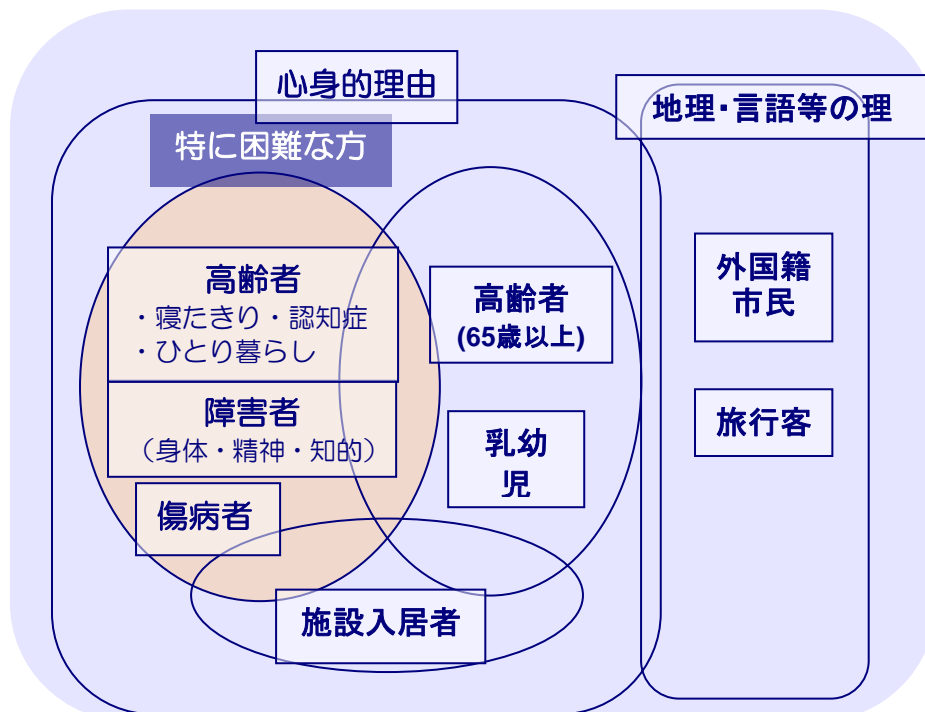 心身的理由
地理・言語等の理
特に困難な方
高齢者
・寝たきり・認知症
・ひとり暮らし
障害者
（身体・精神・知的）
傷病者
高齢者
(65歳以上)
乳幼
児
施設入居者
外国籍
市民
旅行客